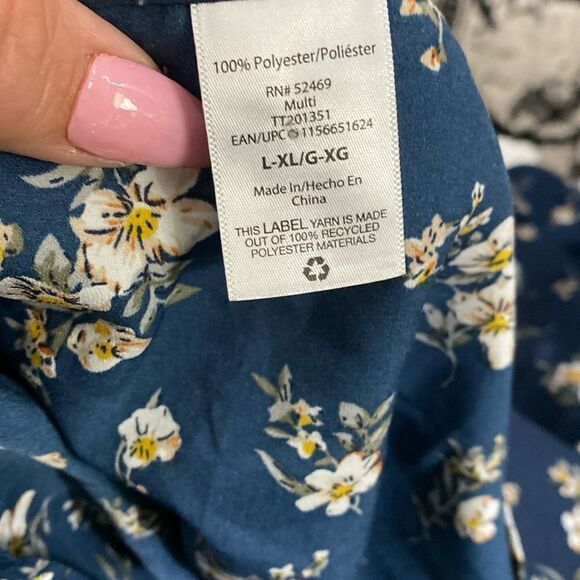 100% Polyester/Poliéster
RN# 52469
Multi
TT201351
EAN/UPC 1156651624
L-XL/G-XG
Made In/Hecho En
China
THIS LABEL YARN IS MADE
OUT OF 100% RECYCLED
POLYESTER MATERIALS